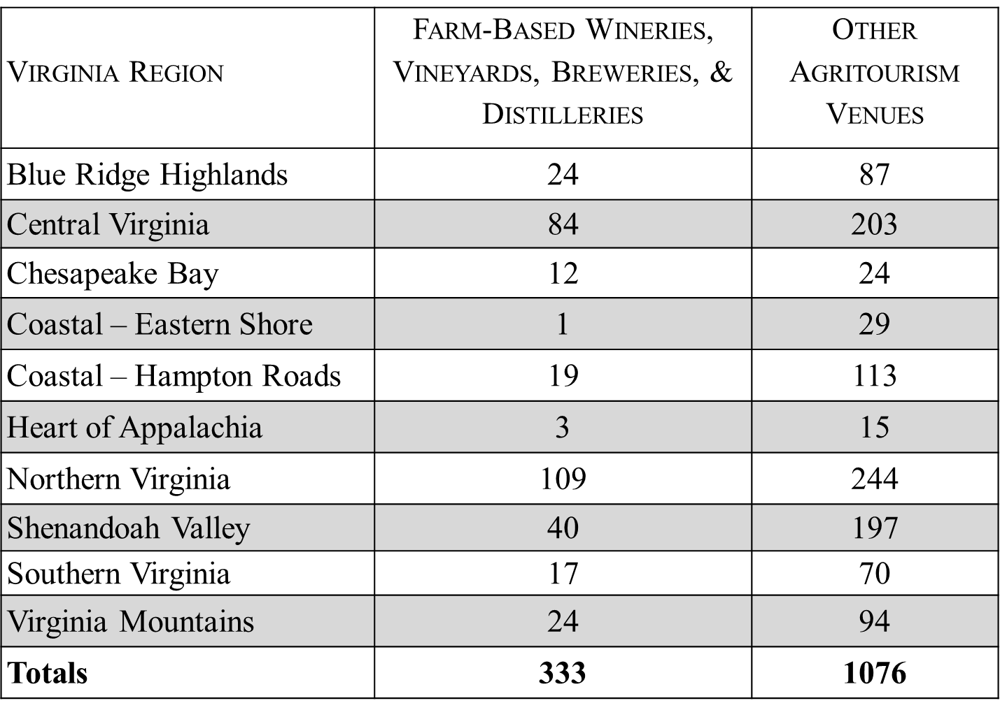 VIRGINIA REGION
FARM-BASED WINERIES,
VINEYARDS, BREWERIES, &
DISTILLERIES
OTHER
AGRITOURISM
VENUES
Blue Ridge Highlands 24 87
Central Virginia 84 203
Chesapeake Bay 12 24
Coastal – Eastern Shore 1 29
Coastal – Hampton Roads 19 113
Heart of Appalachia 3 15
Northern Virginia 109 244
Shenandoah Valley 40 197
Southern Virginia 17 70
Virginia Mountains 24 94
Totals 333 1076